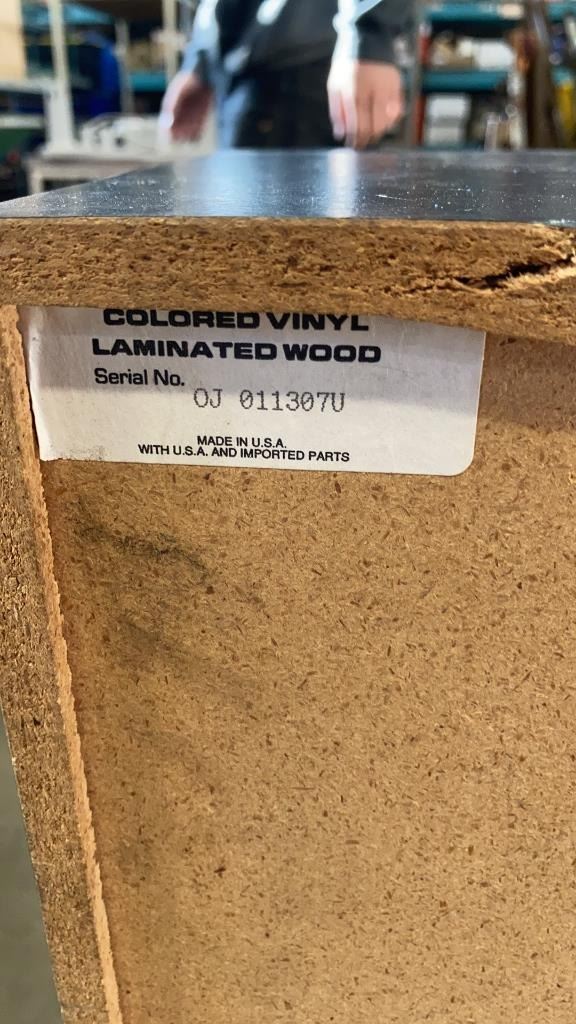 COLORED VINYL
LAMINATED WOOD
Serial No.
OJ 011307U
MADE IN U.S.A.
WITH U.S.A. AND IMPORTED PARTS